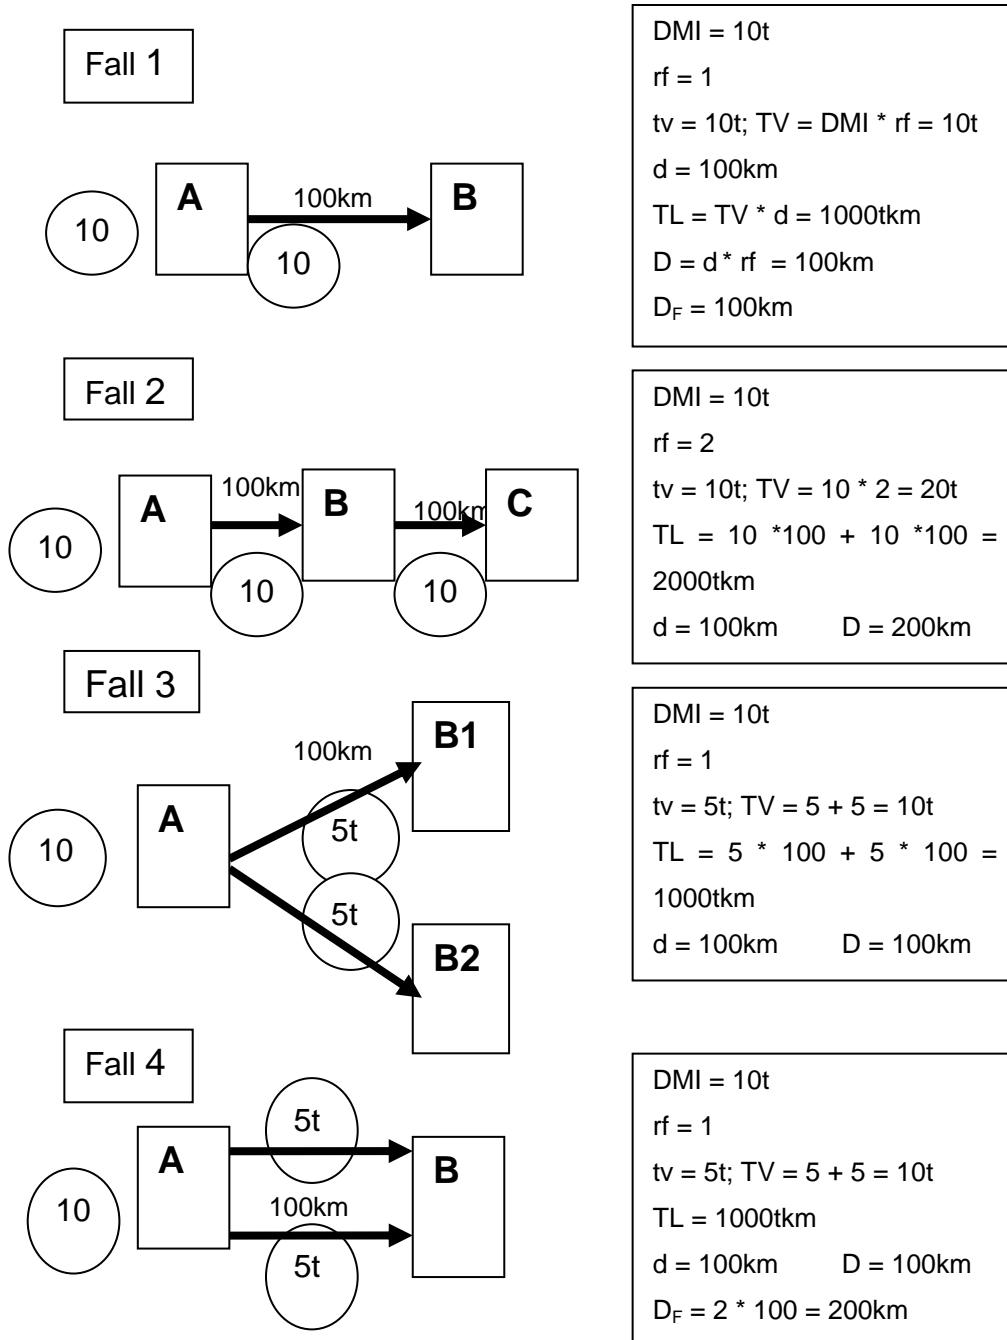 Fall 1
10
A
100km
10
B
DMI = 10t
rf = 1
tv = 10t; TV = DMI * rf = 10t
d = 100km
TL = TV * d = 1000tkm
D = d * rf = 100km
D_F = 100km
Fall 2
10
A
100km
10
B
100km
10
C
DMI = 10t
rf = 2
tv = 10t; TV = 10 * 2 = 20t
TL = 10 *100 + 10 *100 =
2000tkm
d = 100km D = 200km
Fall 3
10
A
100km
5t
5t
B1
B2
DMI = 10t
rf = 1
tv = 5t; TV = 5 + 5 = 10t
TL = 5 * 100 + 5 * 100 =
1000tkm
d = 100km D = 100km
Fall 4
10
A
5t
100km
5t
B
DMI = 10t
rf = 1
tv = 5t; TV = 5 + 5 = 10t
TL = 1000tkm
d = 100km D = 100km
D_F = 2 * 100 = 200km